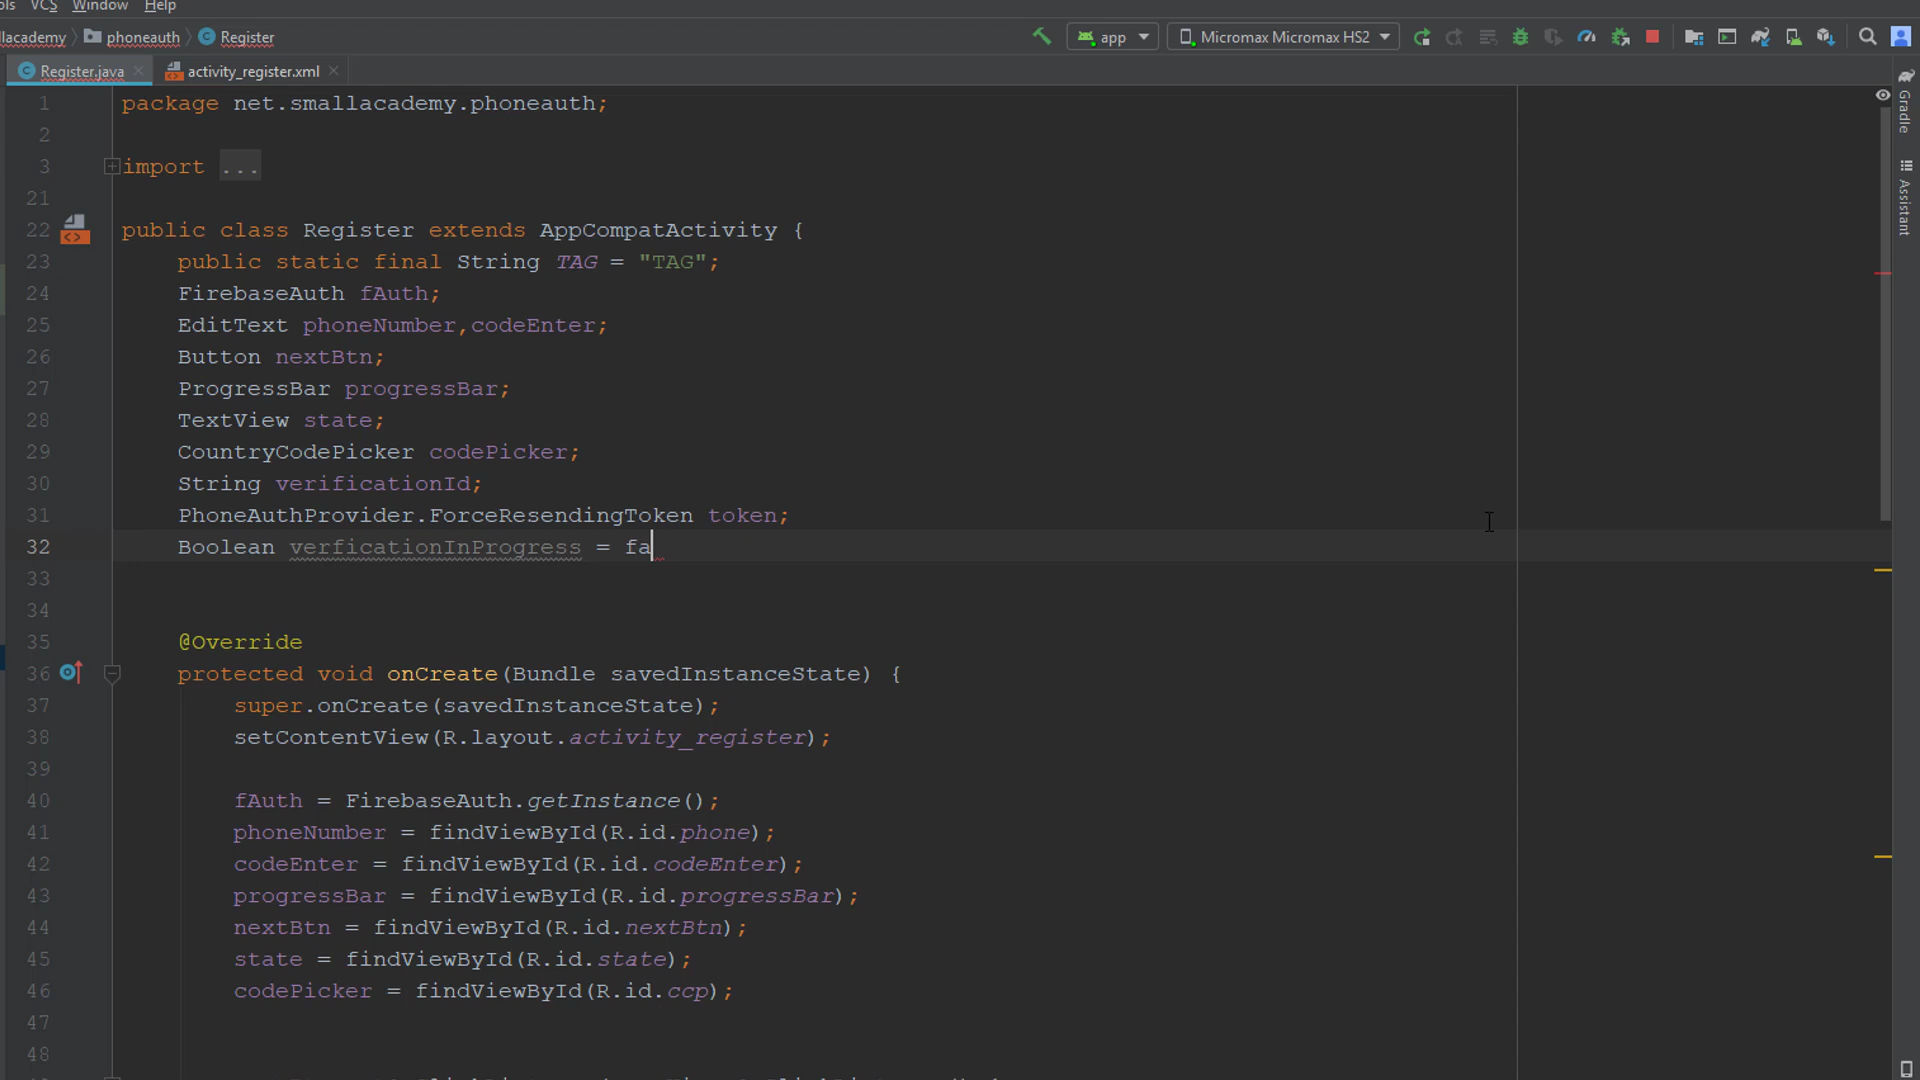 VCS Window Help
phoneauth Register app Micromax Micromax HS2
Register.java activity_register.xml
1 package net.smallacademy.phoneauth;
2
3 import ...
21
22 public class Register extends AppCompatActivity {
23 public static final String TAG = "TAG";
24 FirebaseAuth fAuth;
25 EditText phoneNumber,codeEnter;
26 Button nextBtn;
27 ProgressBar progressBar;
28 TextView state;
29 CountryCodePicker codePicker;
30 String verificationId;
31 PhoneAuthProvider.ForceResendingToken token;
32 Boolean verficationInProgress = fa
33
34
35 @Override
36 protected void onCreate(Bundle savedInstanceState) {
37 super.onCreate(savedInstanceState);
38 setContentView(R.layout.activity_register);
39
40 fAuth = FirebaseAuth.getInstance();
41 phoneNumber = findViewById(R.id.phone);
42 codeEnter = findViewById(R.id.codeEnter);
43 progressBar = findViewById(R.id.progressBar);
44 nextBtn = findViewById(R.id.nextBtn);
45 state = findViewById(R.id.state);
46 codePicker = findViewById(R.id.ccp);
47
48
Gradle
Assistant